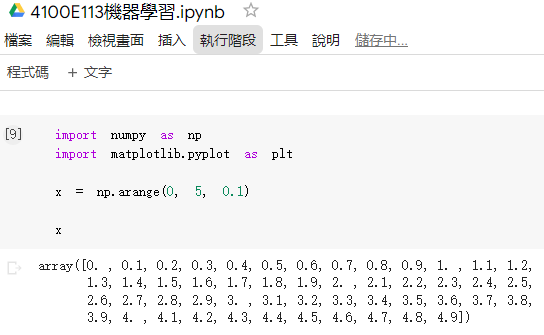 4100E113機器學習.ipynb
檔案 編輯 檢視畫面 插入 執行階段 工具 說明 儲存中...
程式碼 + 文字
[9] import numpy as np
import matplotlib.pyplot as plt
x = np.arange(0, 5, 0.1)
x
array([0. , 0.1, 0.2, 0.3, 0.4, 0.5, 0.6, 0.7, 0.8, 0.9, 1. , 1.1, 1.2,
1.3, 1.4, 1.5, 1.6, 1.7, 1.8, 1.9, 2. , 2.1, 2.2, 2.3, 2.4, 2.5,
2.6, 2.7, 2.8, 2.9, 3. , 3.1, 3.2, 3.3, 3.4, 3.5, 3.6, 3.7, 3.8,
3.9, 4. , 4.1, 4.2, 4.3, 4.4, 4.5, 4.6, 4.7, 4.8, 4.9])